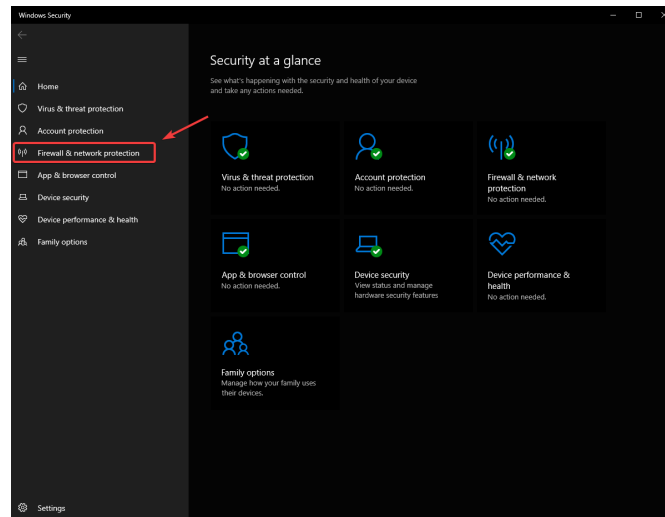 Windows Security
Home
Virus & threat protection
Account protection
Firewall & network protection
App & browser control
Device security
Device performance & health
Family options
Settings
Security at a glance
See what's happening with the security and health of your device
and take any actions needed.
Virus & threat protection
No action needed.
Account protection
No action needed.
Firewall & network
protection
No action needed.
App & browser control
No action needed.
Device security
View status and manage
hardware security features
Device performance &
health
No action needed.
Family options
Manage how your family uses
their devices.